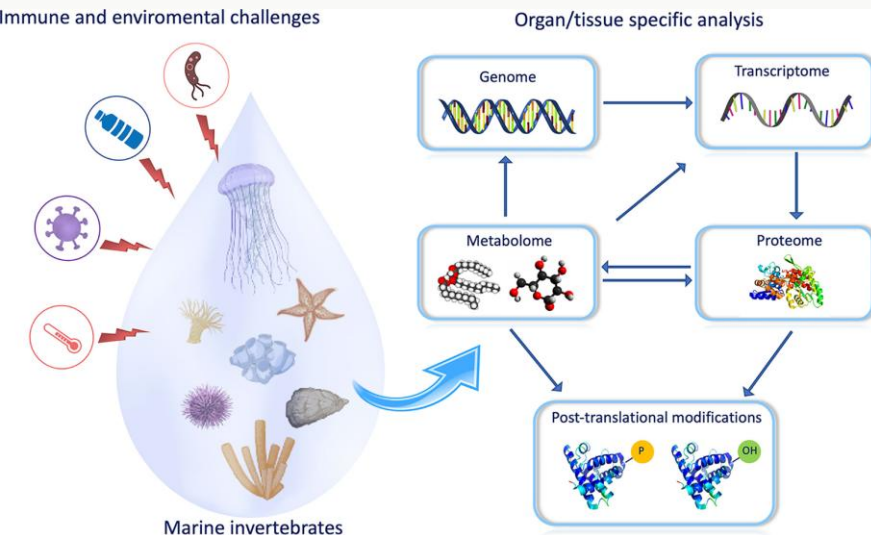 Immune and enviromental challenges
Organ/tissue specific analysis
Genome
Transcriptome
Metabolome
Proteome
Post-translational modifications
P
OH
Marine invertebrates